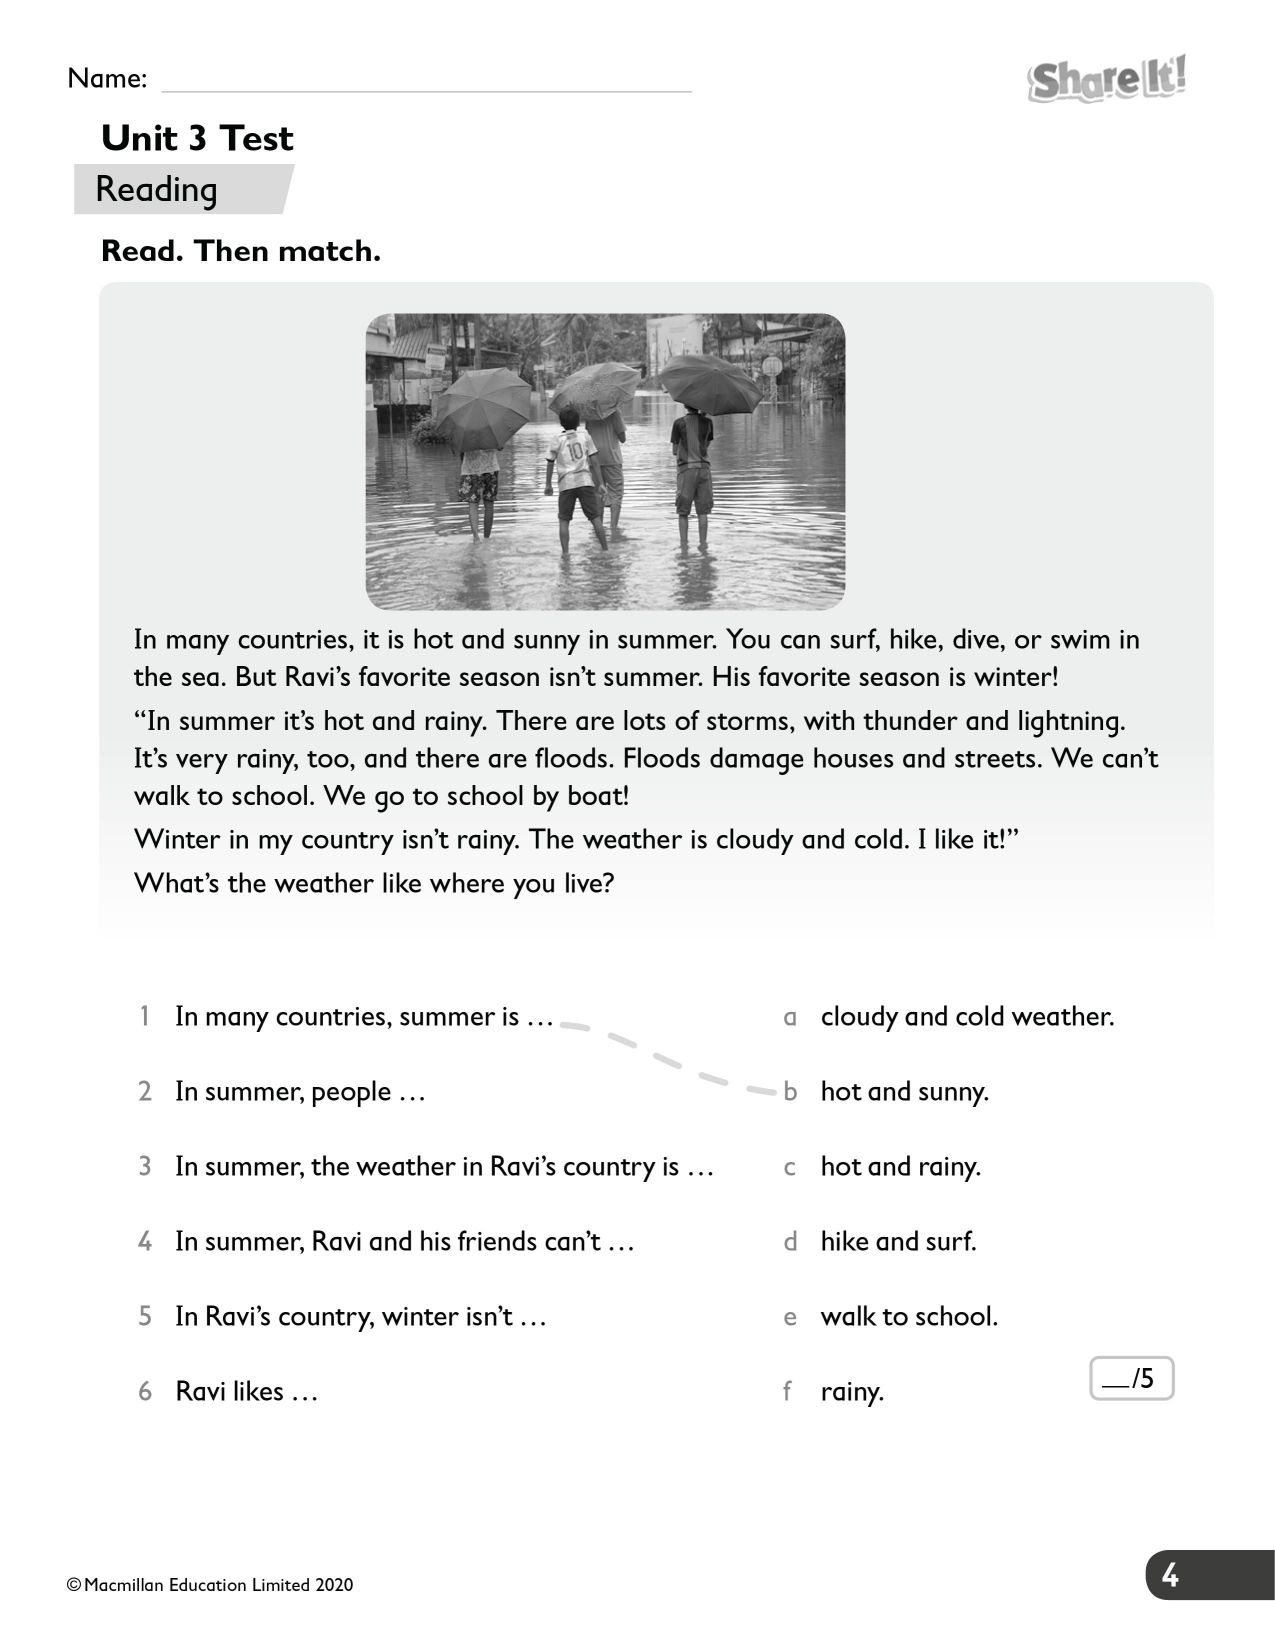 Name:
Share It!
Unit 3 Test
Reading
Read. Then match.
10
In many countries, it is hot and sunny in summer. You can surf, hike, dive, or swim in
the sea. But Ravi’s favorite season isn’t summer. His favorite season is winter!
“In summer it’s hot and rainy. There are lots of storms, with thunder and lightning.
It’s very rainy, too, and there are floods. Floods damage houses and streets. We can’t
walk to school. We go to school by boat!
Winter in my country isn’t rainy. The weather is cloudy and cold. I like it!”
What’s the weather like where you live?
1 In many countries, summer is … a cloudy and cold weather.
2 In summer, people … b hot and sunny.
3 In summer, the weather in Ravi’s country is … c hot and rainy.
4 In summer, Ravi and his friends can’t … d hike and surf.
5 In Ravi’s country, winter isn’t … e walk to school.
6 Ravi likes … f rainy.
__/5
© Macmillan Education Limited 2020
4